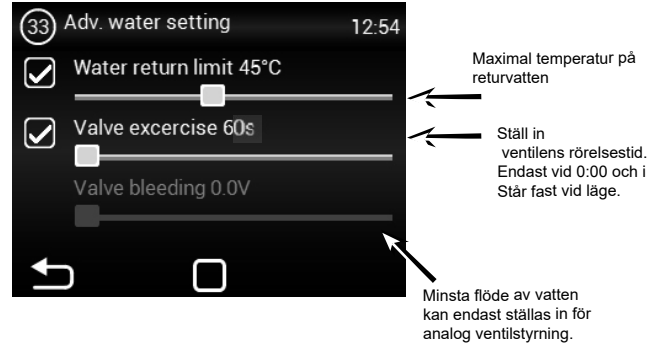 33 Adv. water setting 12:54
Water return limit 45°C
Valve excercise 60s
Valve bleeding 0.0V
Maximal temperatur på
returvatten
Ställ in
ventilens rörelsestid.
Endast vid 0:00 och i
Står fast vid läge.
Minsta flöde av vatten
kan endast ställas in för
analog ventilstyrning.